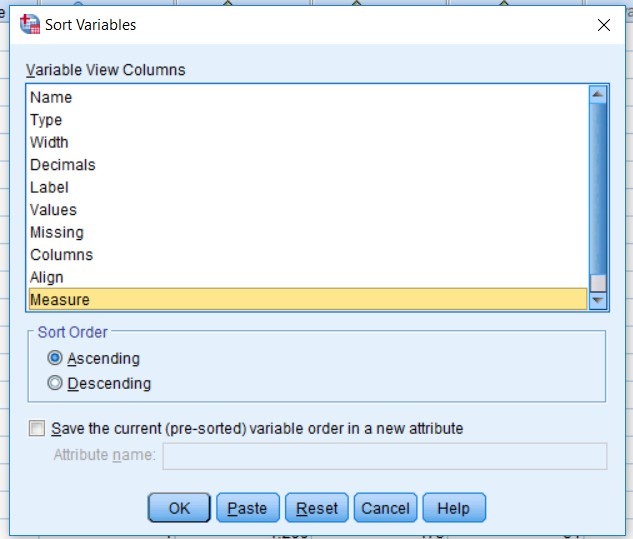 Sort Variables
Variable View Columns
Name
Type
Width
Decimals
Label
Values
Missing
Columns
Align
Measure
Sort Order
Ascending
Descending
Save the current (pre-sorted) variable order in a new attribute
Attribute name:
OK Paste Reset Cancel Help